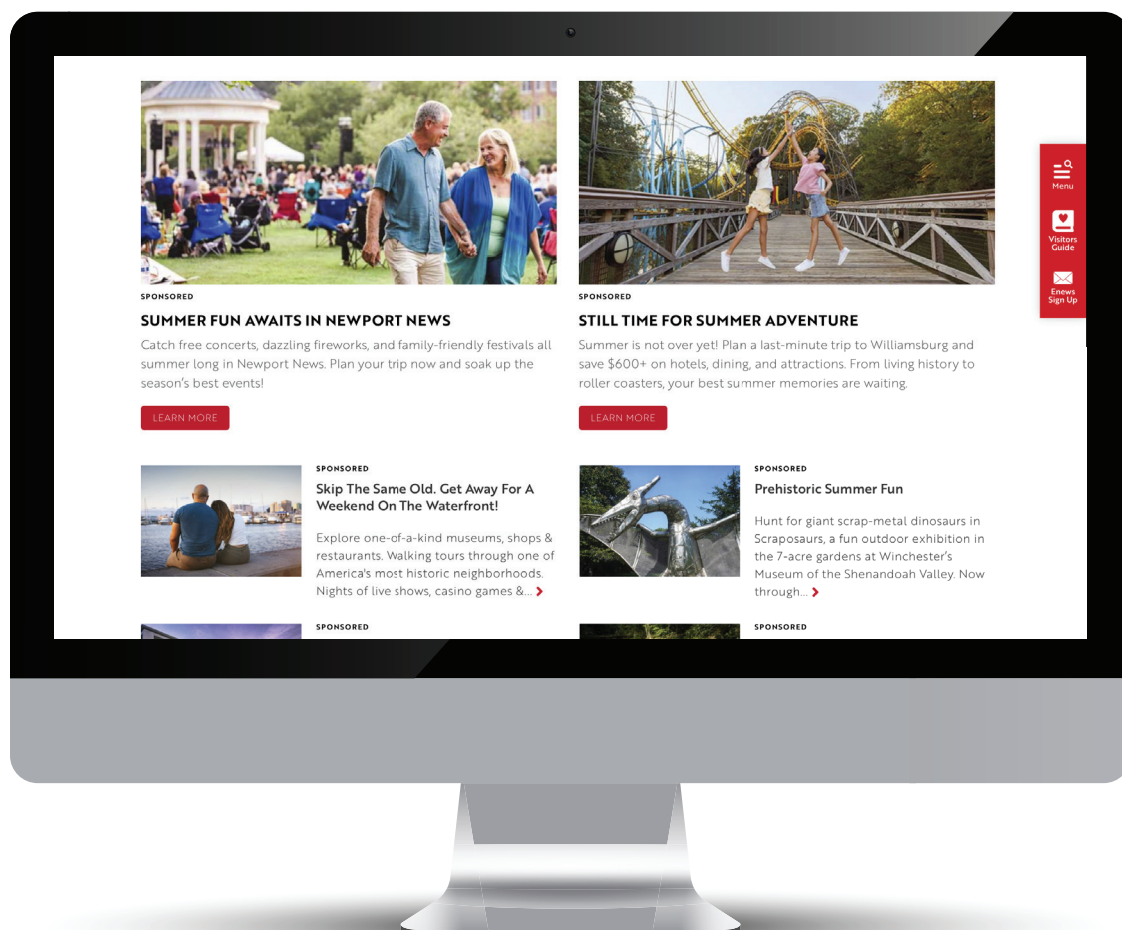 SPONSORED
SUMMER FUN AWAITS IN NEWPORT NEWS
Catch free concerts, dazzling fireworks, and family-friendly festivals all
summer long in Newport News. Plan your trip now and soak up the
season's best events!
LEARN MORE
SPONSORED
STILL TIME FOR SUMMER ADVENTURE
Summer is not over yet! Plan a last-minute trip to Williamsburg and
save $600+ on hotels, dining, and attractions. From living history to
roller coasters, your best summer memories are waiting.
LEARN MORE
Menu
Visitors
Guide
Enews
Sign Up
SPONSORED
Skip The Same Old. Get Away For A
Weekend On The Waterfront!
Explore one-of-a-kind museums, shops &
restaurants. Walking tours through one of
America's most historic neighborhoods.
Nights of live shows, casino games &...
SPONSORED
Prehistoric Summer Fun
Hunt for giant scrap-metal dinosaurs in
Scraposaurs, a fun outdoor exhibition in
the 7-acre gardens at Winchester's
Museum of the Shenandoah Valley. Now
through...
SPONSORED
SPONSORED